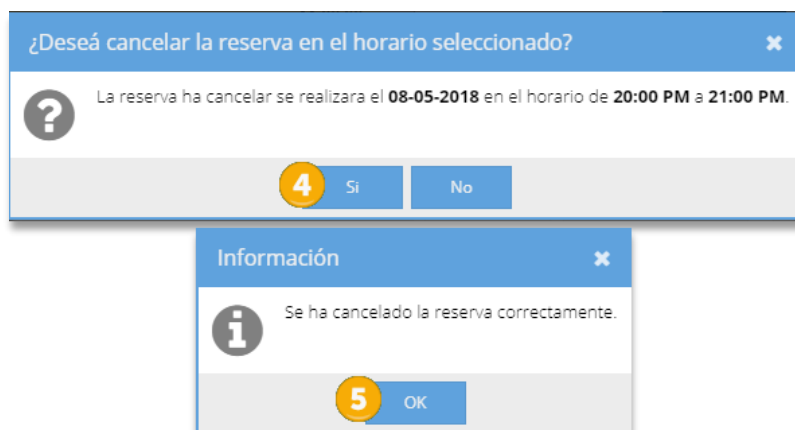 ¿Deseá cancelar la reserva en el horario seleccionado?
La reserva ha cancelar se realizara el 08-05-2018 en el horario de 20:00 PM a 21:00 PM.
4 Si No
Información
Se ha cancelado la reserva correctamente.
5 OK